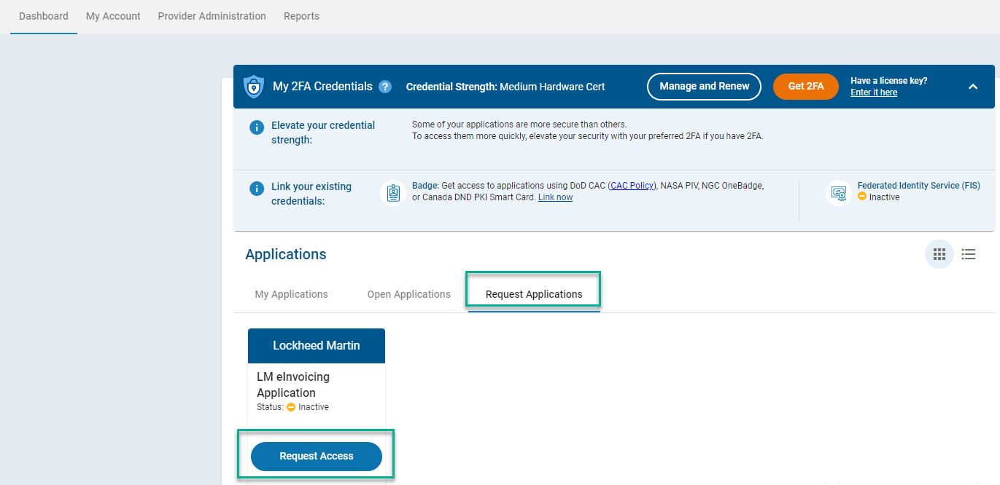 Dashboard My Account Provider Administration Reports
My 2FA Credentials ? Credential Strength: Medium Hardware Cert Manage and Renew Get 2FA Have a license key?
Enter it here
Elevate your credential strength:
Some of your applications are more secure than others.
To access them more quickly, elevate your security with your preferred 2FA if you have 2FA.
Link your existing credentials:
Badge: Get access to applications using DoD CAC (CAC Policy), NASA PIV, NGC OneBadge,
or Canada DND PKI Smart Card. Link now
Federated Identity Service (FIS)
Inactive
Applications
My Applications Open Applications Request Applications
Lockheed Martin
LM eInvoicing
Application
Status: Inactive
Request Access